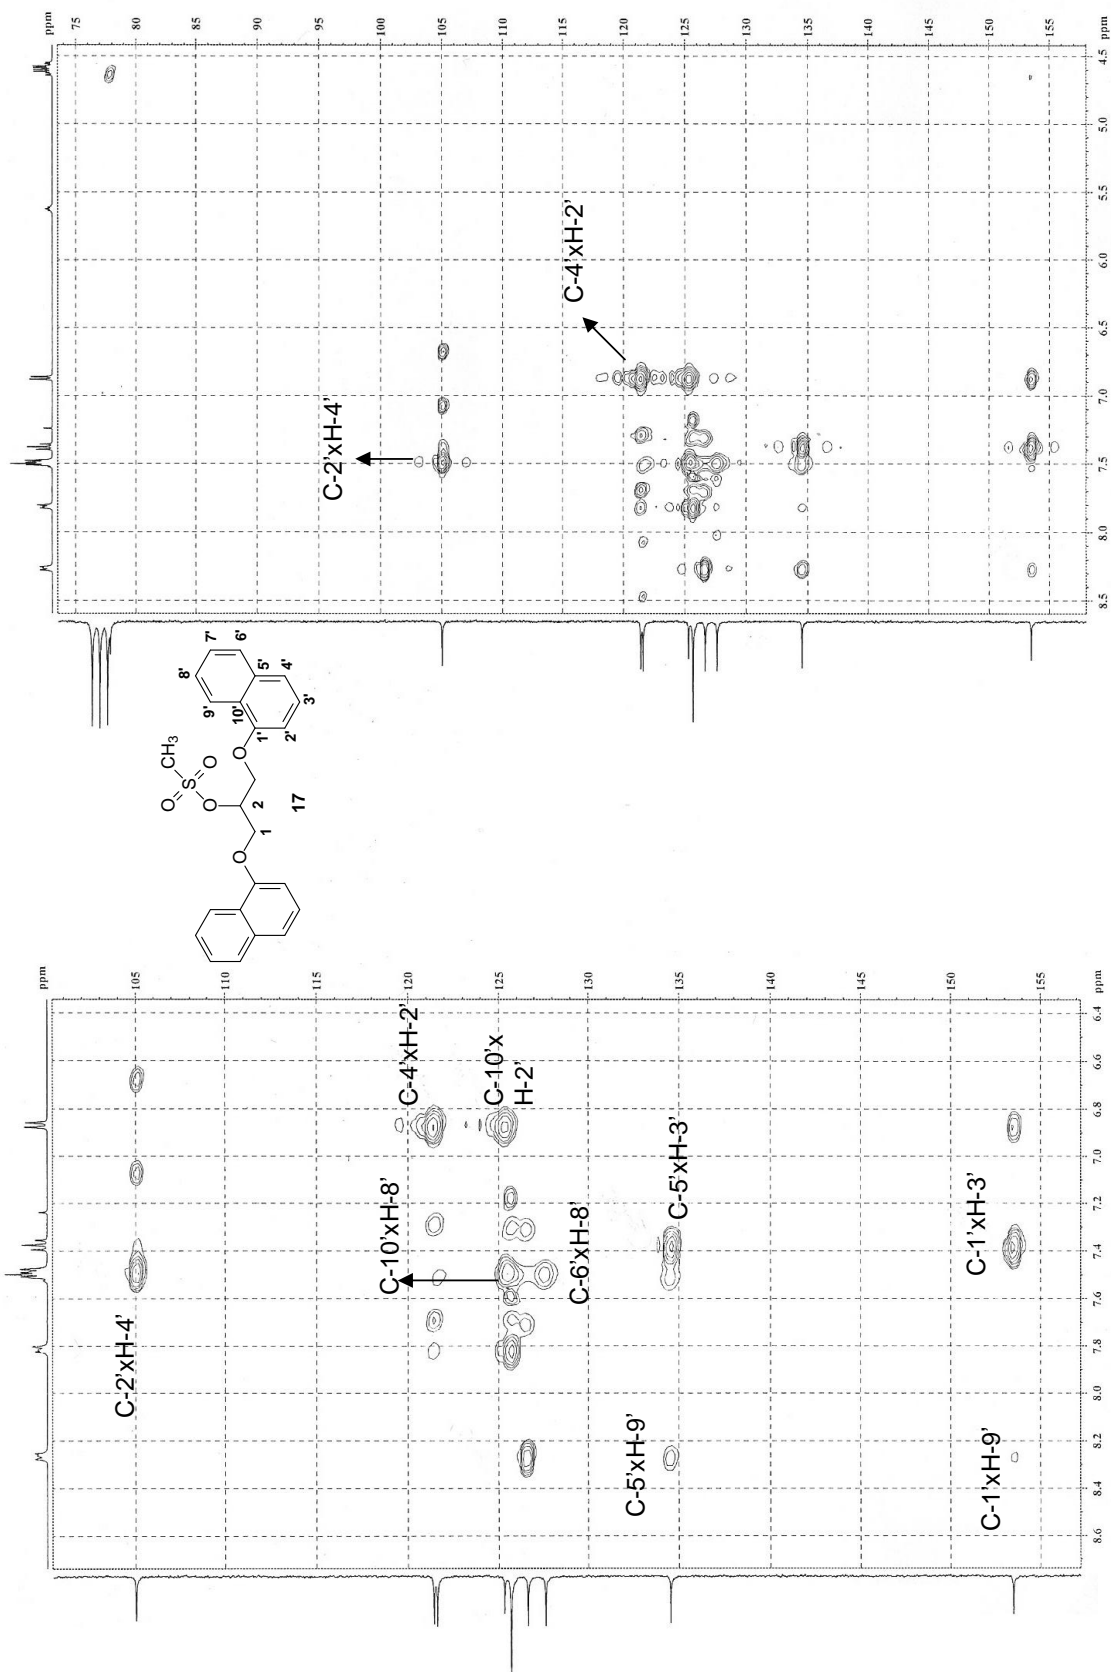 ppm
75
80
85
90
95
100
105
110
115
120
125
130
135
140
145
150
155
ppm
4.5
5.0
5.5
6.0
6.5
7.0
7.5
8.0
8.5
C-4'xH-2'
C-2'xH-4'
CH3
O
S
O
O
O
O
1
2
17
1'
2'
3'
4'
5'
6'
7'
8'
9'
10'
ppm
105
110
115
120
125
130
135
140
145
150
155
ppm
6.4
6.6
6.8
7.0
7.2
7.4
7.6
7.8
8.0
8.2
8.4
8.6
C-4'xH-2'
C-10'x
H-2'
C-10'xH-8'
C-5'xH-3'
C-6'xH-8'
C-1'xH-3'
C-2'xH-4'
C-5'xH-9'
C-1'xH-9'